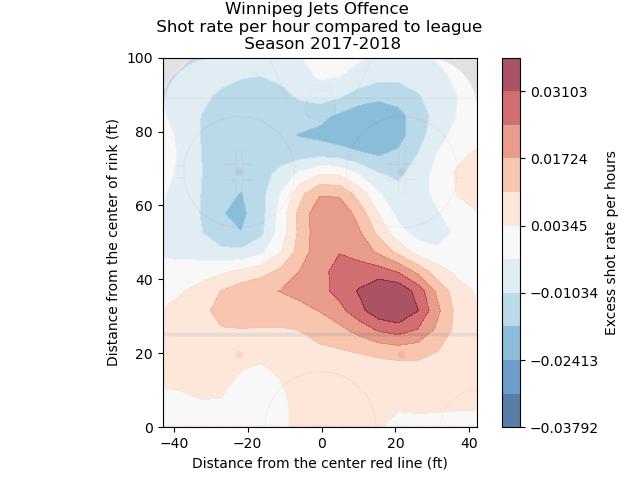 Winnipeg Jets Offence
Shot rate per hour compared to league
Season 2017-2018
100
80
60
40
20
0
−40
−20
0
20
40
Distance from the center of rink (ft)
Distance from the center red line (ft)
0.03103
0.01724
0.00345
−0.01034
−0.02413
−0.03792
Excess shot rate per hours